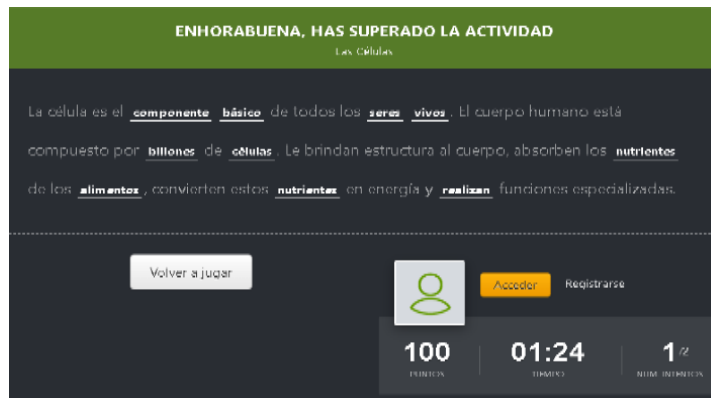 ENHORABUENA, HAS SUPERADO LA ACTIVIDAD
Las Células
La célula es el componente básico de todos los seres vivos. El cuerpo humano está
compuesto por billones de células. Le brindan estructura al cuerpo, absorben los nutrientes
de los alimentos, convierten estos nutrientes en energía y realizan funciones especializadas.
Volver a jugar
Acceder Registrarse
100 01:24 1/2
PUNTOS TIEMPO NUM. INTENTOS